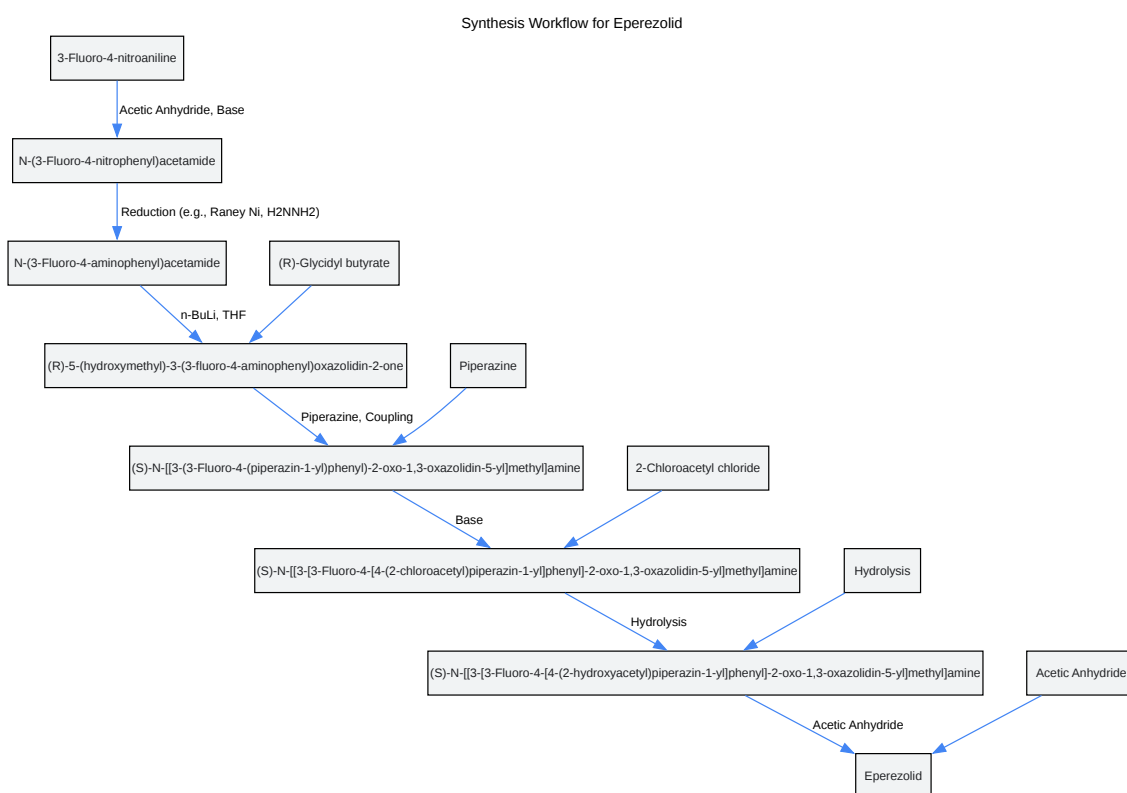 Synthesis Workflow for Eperezolid
3-Fluoro-4-nitroaniline
Acetic Anhydride, Base
N-(3-Fluoro-4-nitrophenyl)acetamide
Reduction (e.g., Raney Ni, H2NNH2)
N-(3-Fluoro-4-aminophenyl)acetamide
(R)-Glycidyl butyrate
n-BuLi, THF
(R)-5-(hydroxymethyl)-3-(3-fluoro-4-aminophenyl)oxazolidin-2-one
Piperazine
Piperazine, Coupling
(S)-N-[[3-(3-Fluoro-4-(piperazin-1-yl)phenyl)-2-oxo-1,3-oxazolidin-5-yl]methyl]amine
2-Chloroacetyl chloride
Base
(S)-N-[[3-[3-Fluoro-4-[4-(2-chloroacetyl)piperazin-1-yl]phenyl]-2-oxo-1,3-oxazolidin-5-yl]methyl]amine
Hydrolysis
Hydrolysis
(S)-N-[[3-[3-Fluoro-4-[4-(2-hydroxyacetyl)piperazin-1-yl]phenyl]-2-oxo-1,3-oxazolidin-5-yl]methyl]amine
Acetic Anhydride
Acetic Anhydride
Eperezolid